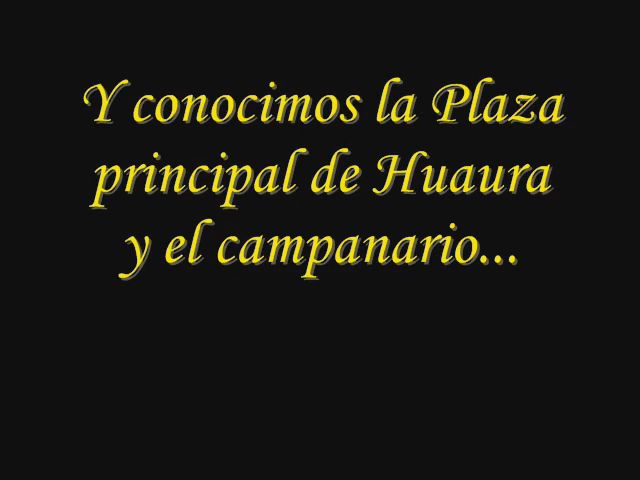 Y conocimos la Plaza
principal de Huaura
y el campanario...